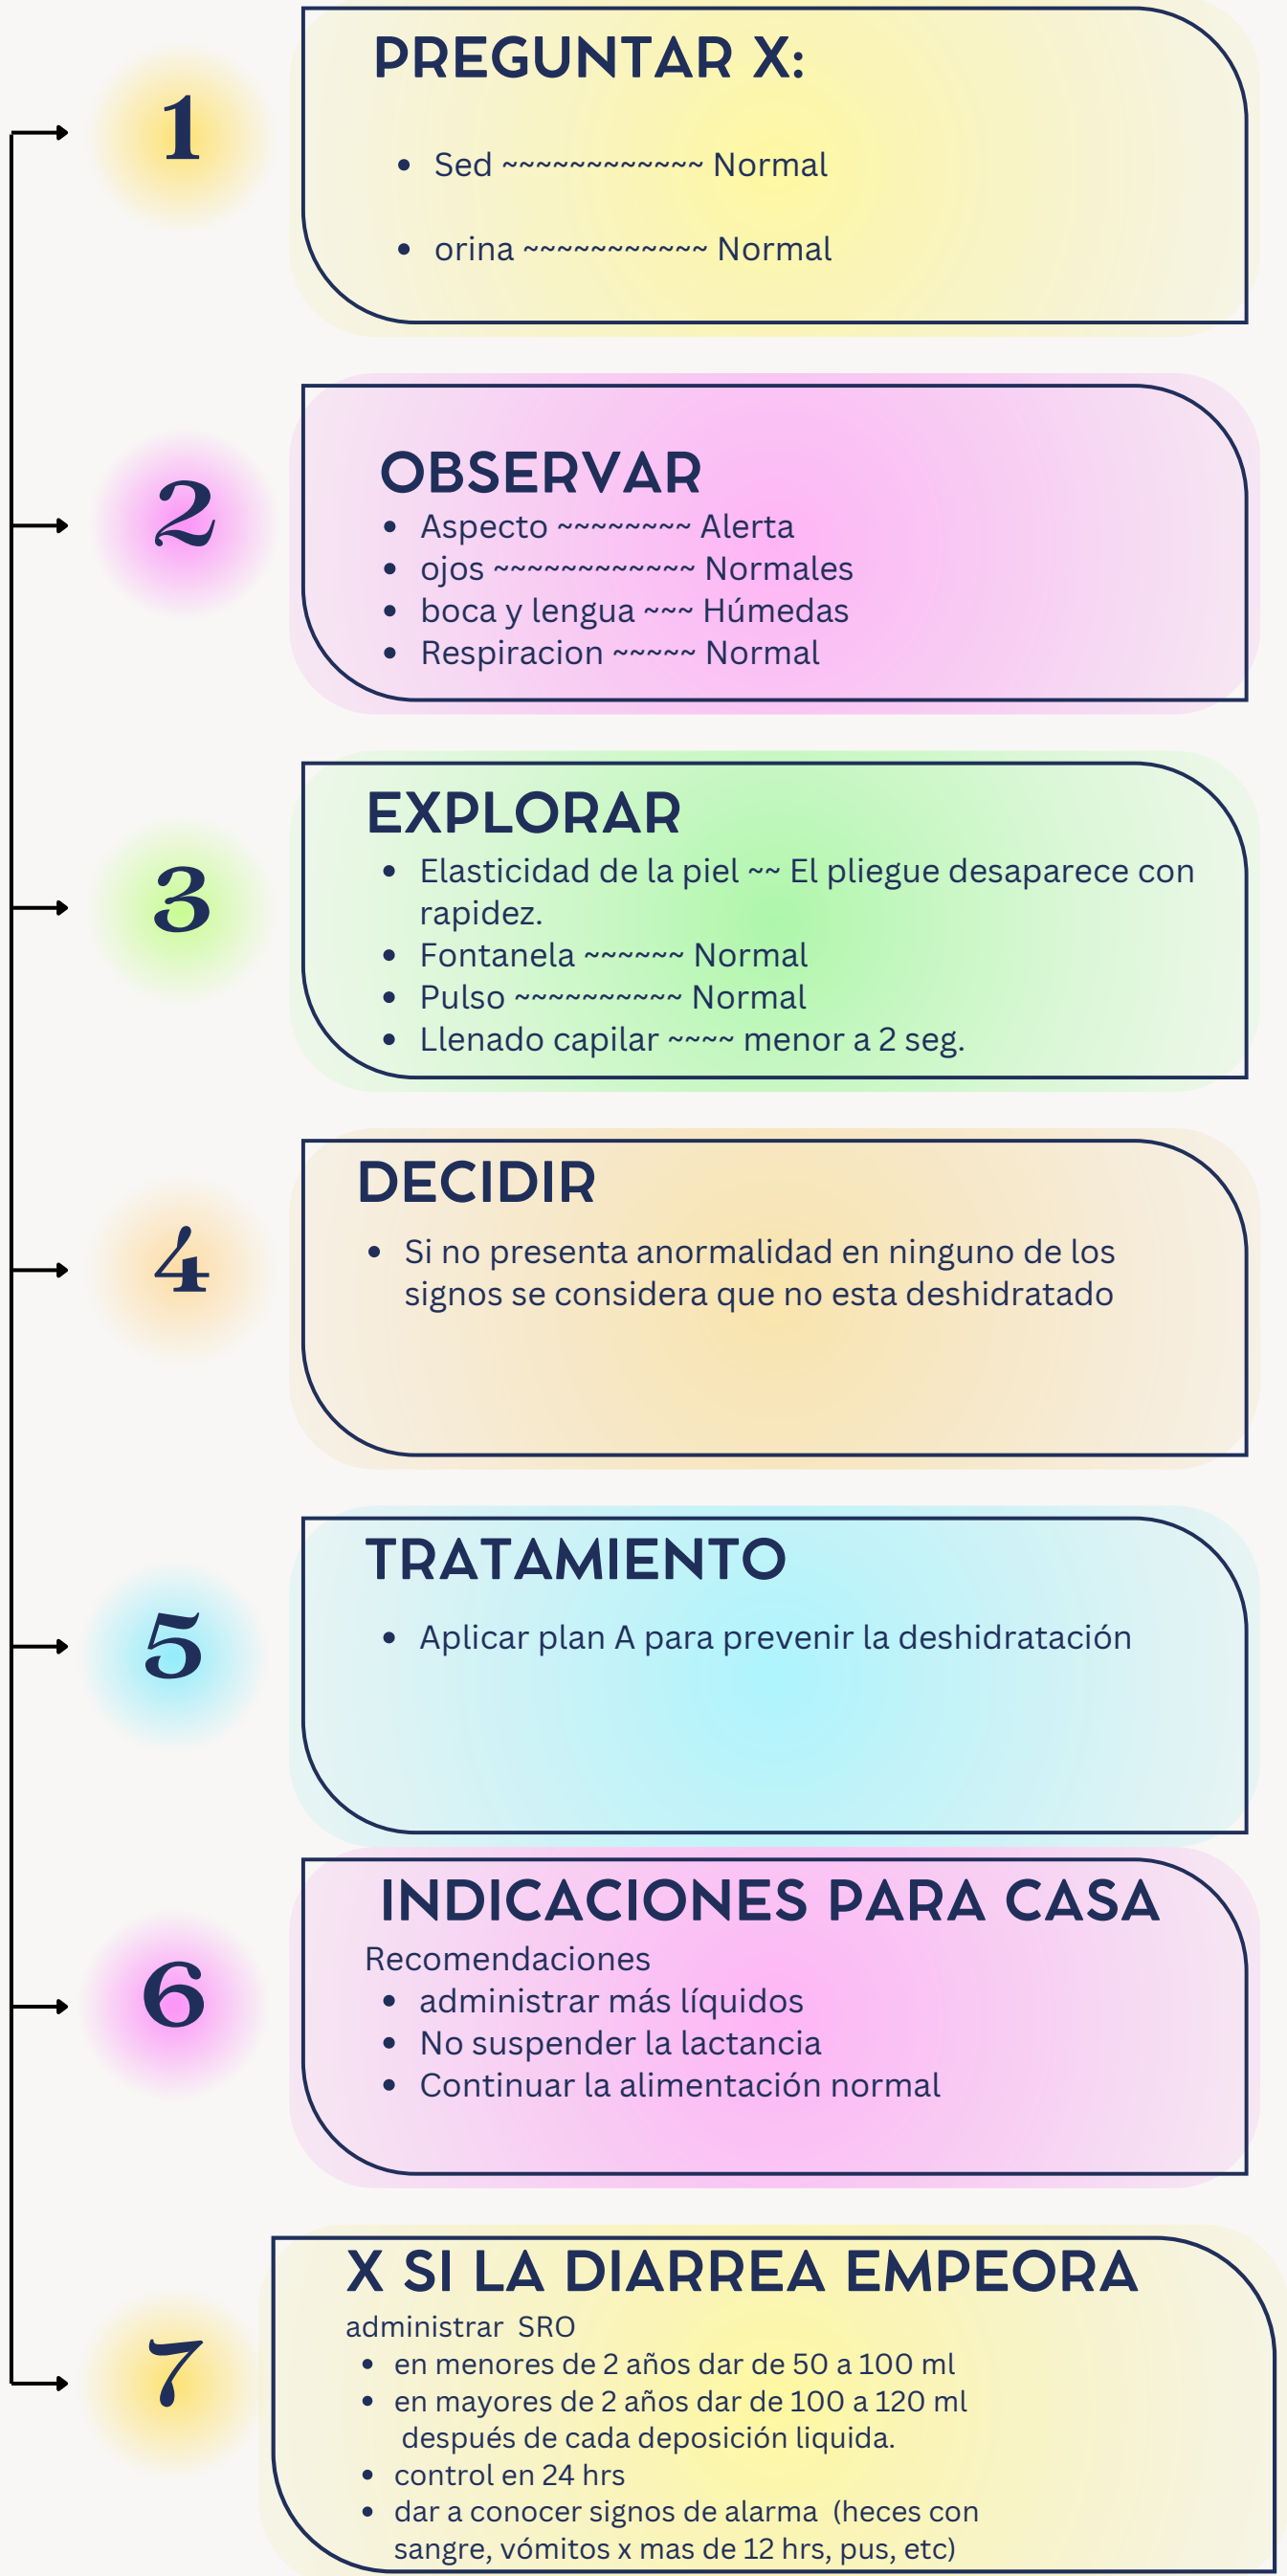 1
PREGUNTAR X:
• Sed ~~~~~~~~~~~~ Normal
• orina ~~~~~~~~~~~ Normal
2
OBSERVAR
• Aspecto ~~~~~~~~ Alerta
• ojos ~~~~~~~~~~~~ Normales
• boca y lengua ~~~ Húmedas
• Respiracion ~~~~~ Normal
3
EXPLORAR
• Elasticidad de la piel ~~ El pliegue desaparece con
rapidez.
• Fontanela ~~~~~~ Normal
• Pulso ~~~~~~~~~~ Normal
• Llenado capilar ~~~~ menor a 2 seg.
4
DECIDIR
• Si no presenta anormalidad en ninguno de los
signos se considera que no esta deshidratado
5
TRATAMIENTO
• Aplicar plan A para prevenir la deshidratación
6
INDICACIONES PARA CASA
Recomendaciones
• administrar más líquidos
• No suspender la lactancia
• Continuar la alimentación normal
7
X SI LA DIARREA EMPEORA
administrar SRO
• en menores de 2 años dar de 50 a 100 ml
• en mayores de 2 años dar de 100 a 120 ml
después de cada deposición liquida.
• control en 24 hrs
• dar a conocer signos de alarma (heces con
sangre, vómitos x mas de 12 hrs, pus, etc)